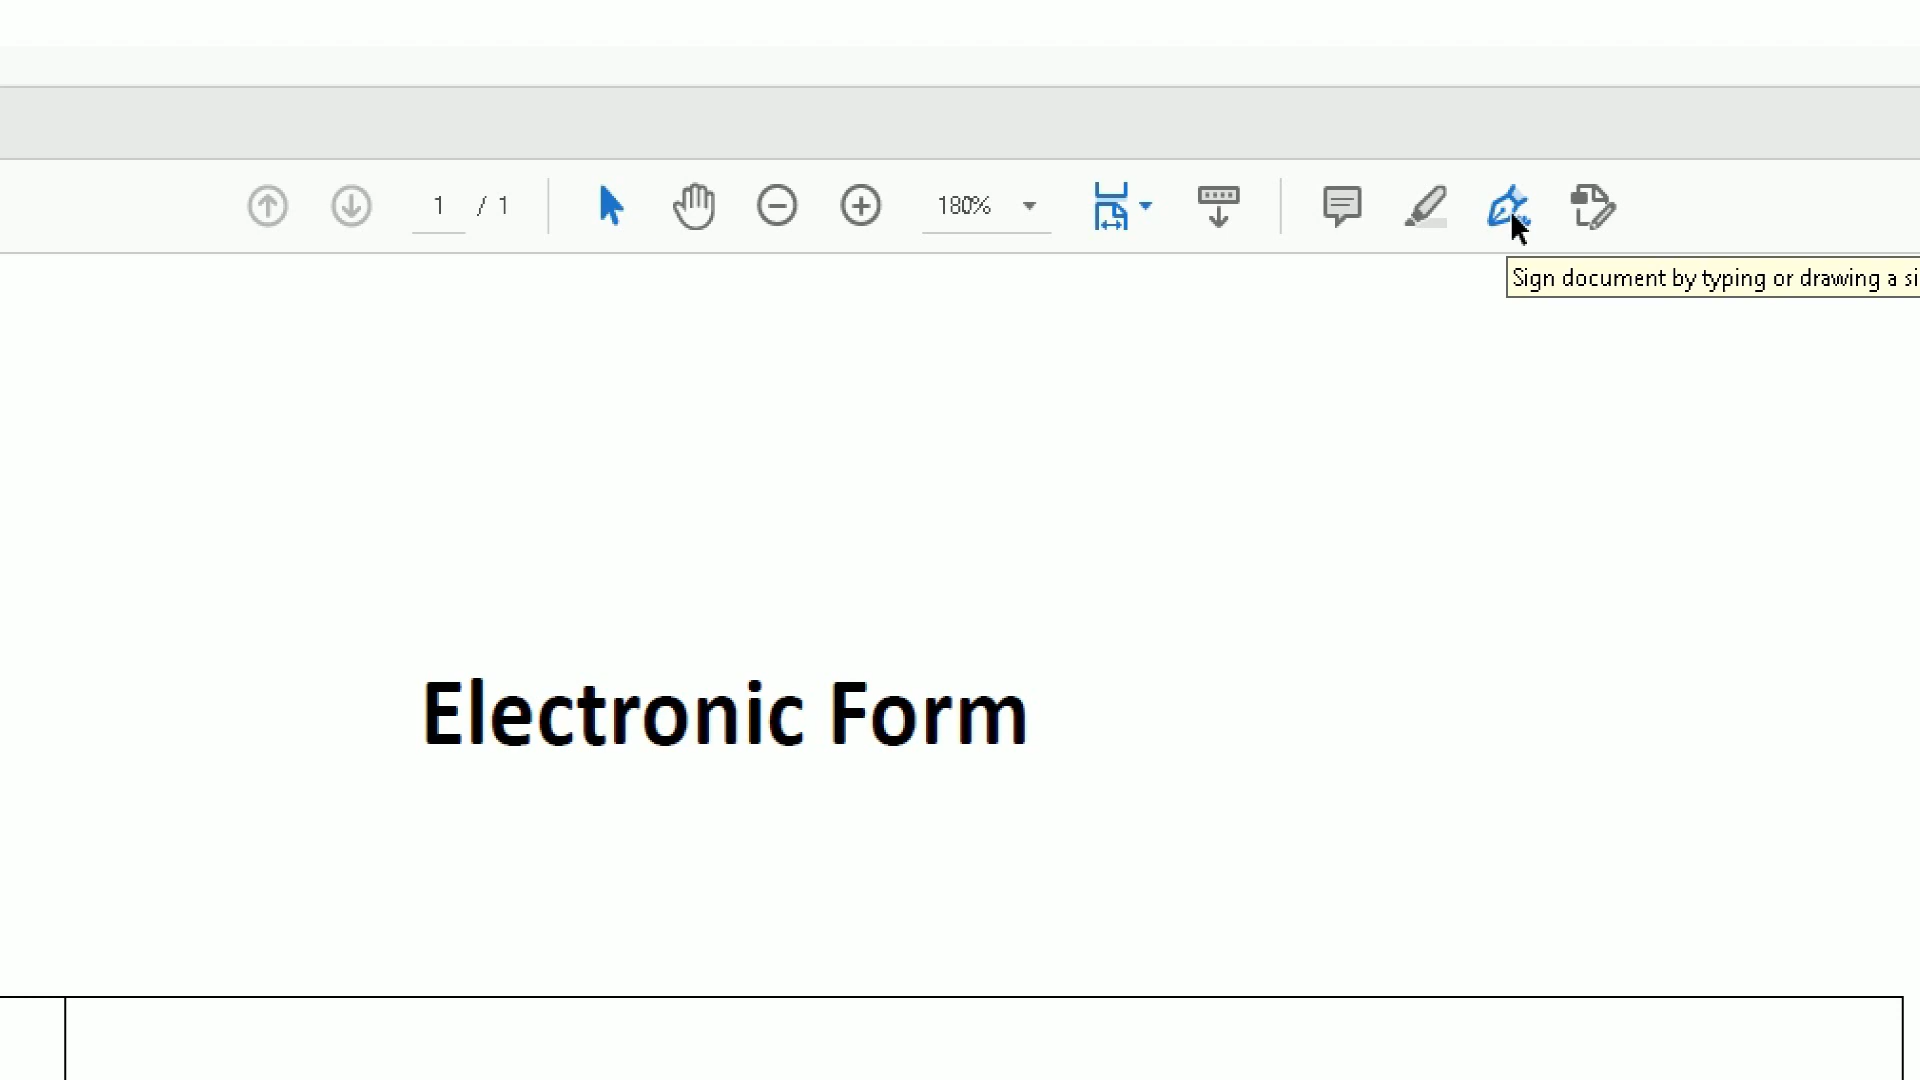 1 / 1
180%
Sign document by typing or drawing a si
Electronic Form